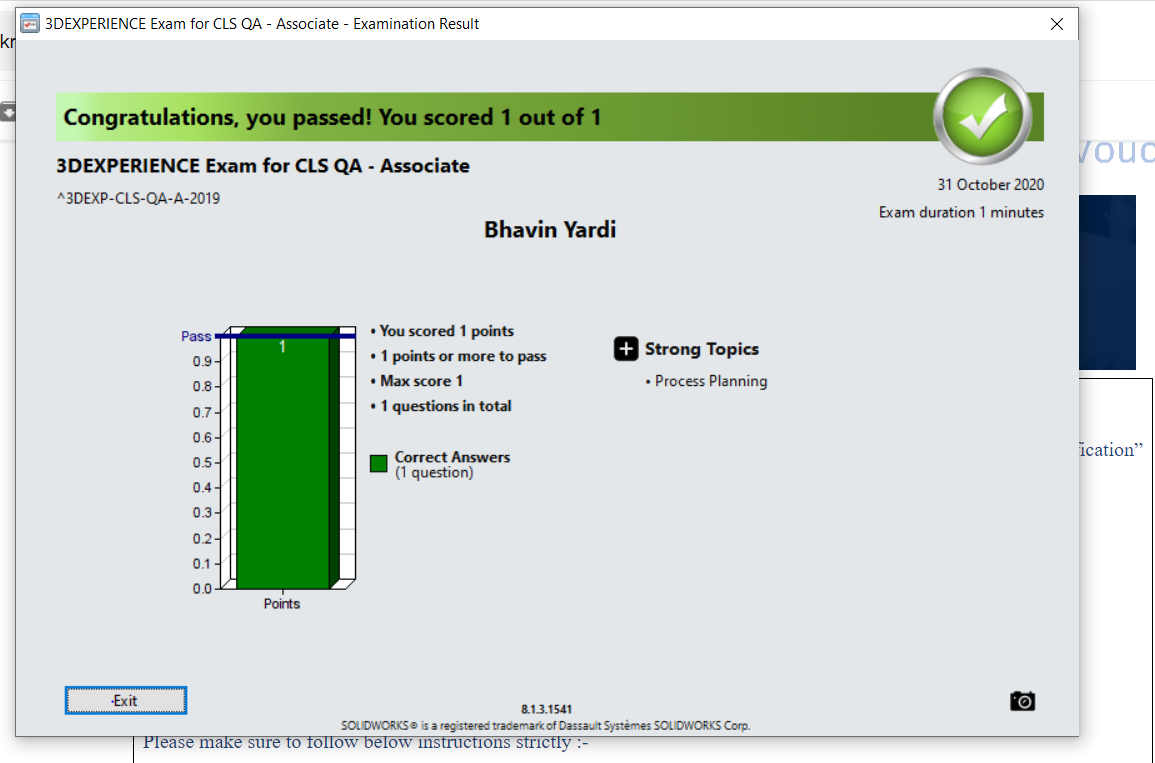 3DEXPERIENCE Exam for CLS QA - Associate - Examination Result
kr
Congratulations, you passed! You scored 1 out of 1
3DEXPERIENCE Exam for CLS QA - Associate
^3DEXP-CLS-QA-A-2019
31 October 2020
Exam duration 1 minutes
Bhavin Yardi
vouc
Pass
1
0.9
0.8
0.7
0.6
0.5
0.4
0.3
0.2
0.1
0.0
Points
• You scored 1 points
• 1 points or more to pass
• Max score 1
• 1 questions in total
Correct Answers
(1 question)
Strong Topics
• Process Planning
ication”
Exit
8.1.3.1541
SOLIDWORKS® is a registered trademark of Dassault Systèmes SOLIDWORKS Corp.
Please make sure to follow below instructions strictly :-